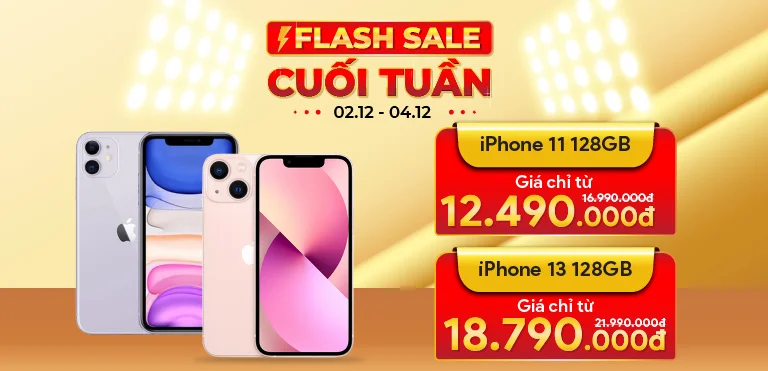 FLASH SALE
CUỐI TUẦN
02.12 - 04.12
iPhone 11 128GB
Giá chỉ từ
16.990.000đ
12.490.000đ
iPhone 13 128GB
Giá chỉ từ
21.990.000đ
18.790.000đ